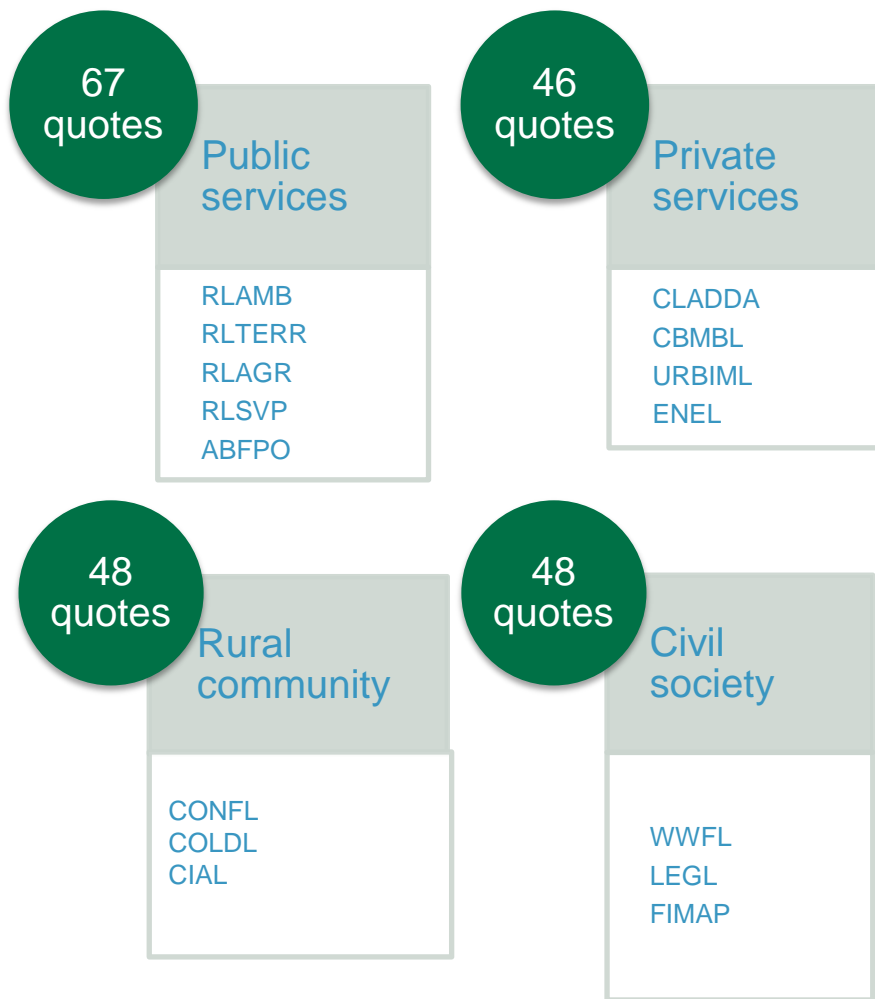 67
quotes
Public
services
RLAMB
RLTERR
RLAGR
RLSVP
ABFPO
46
quotes
Private
services
CLADDA
CBMBL
URBIML
ENEL
48
quotes
Rural
community
CONFL
COLDL
CIAL
48
quotes
Civil
society
WWFL
LEGL
FIMAP